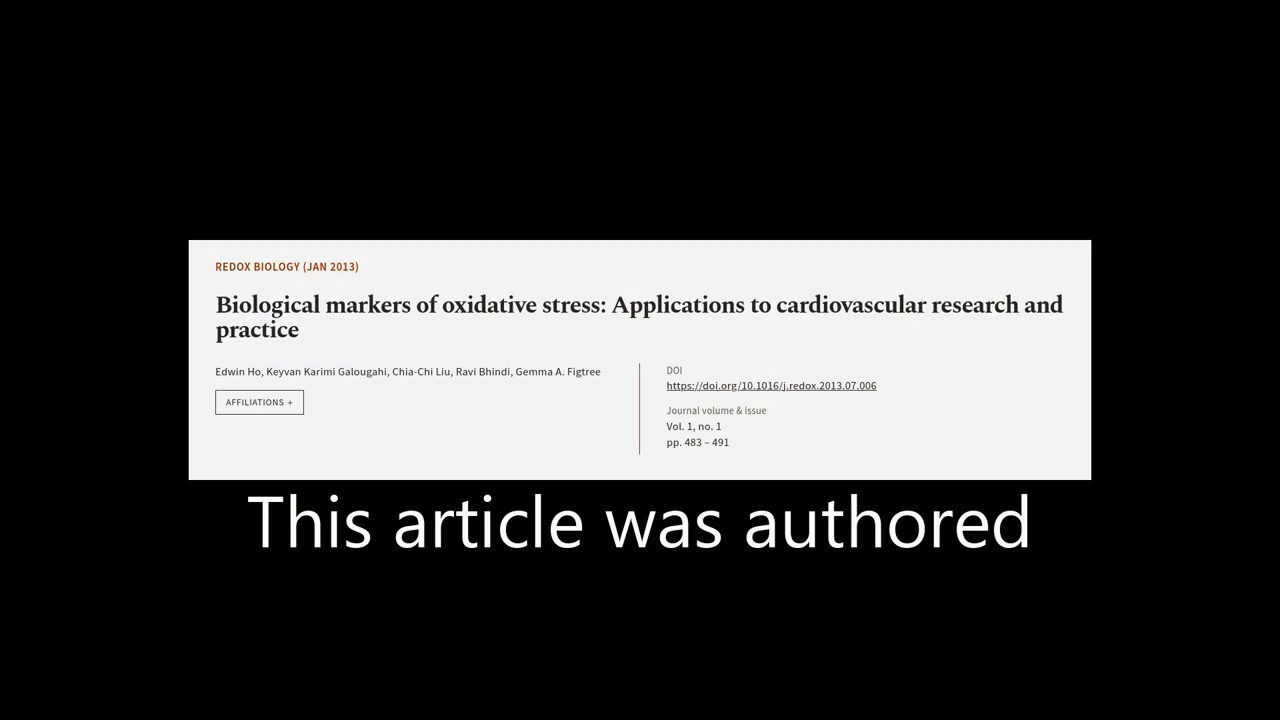 REDOX BIOLOGY (JAN 2013)
Biological markers of oxidative stress: Applications to cardiovascular research and
practice
Edwin Ho, Keyvan Karimi Galougahi, Chia-Chi Liu, Ravi Bhindi, Gemma A. Figtree
AFFILIATIONS +
DOI
https://doi.org/10.1016/j.redox.2013.07.006
Journal volume & issue
Vol. 1, no. 1
pp. 483 – 491
This article was authored